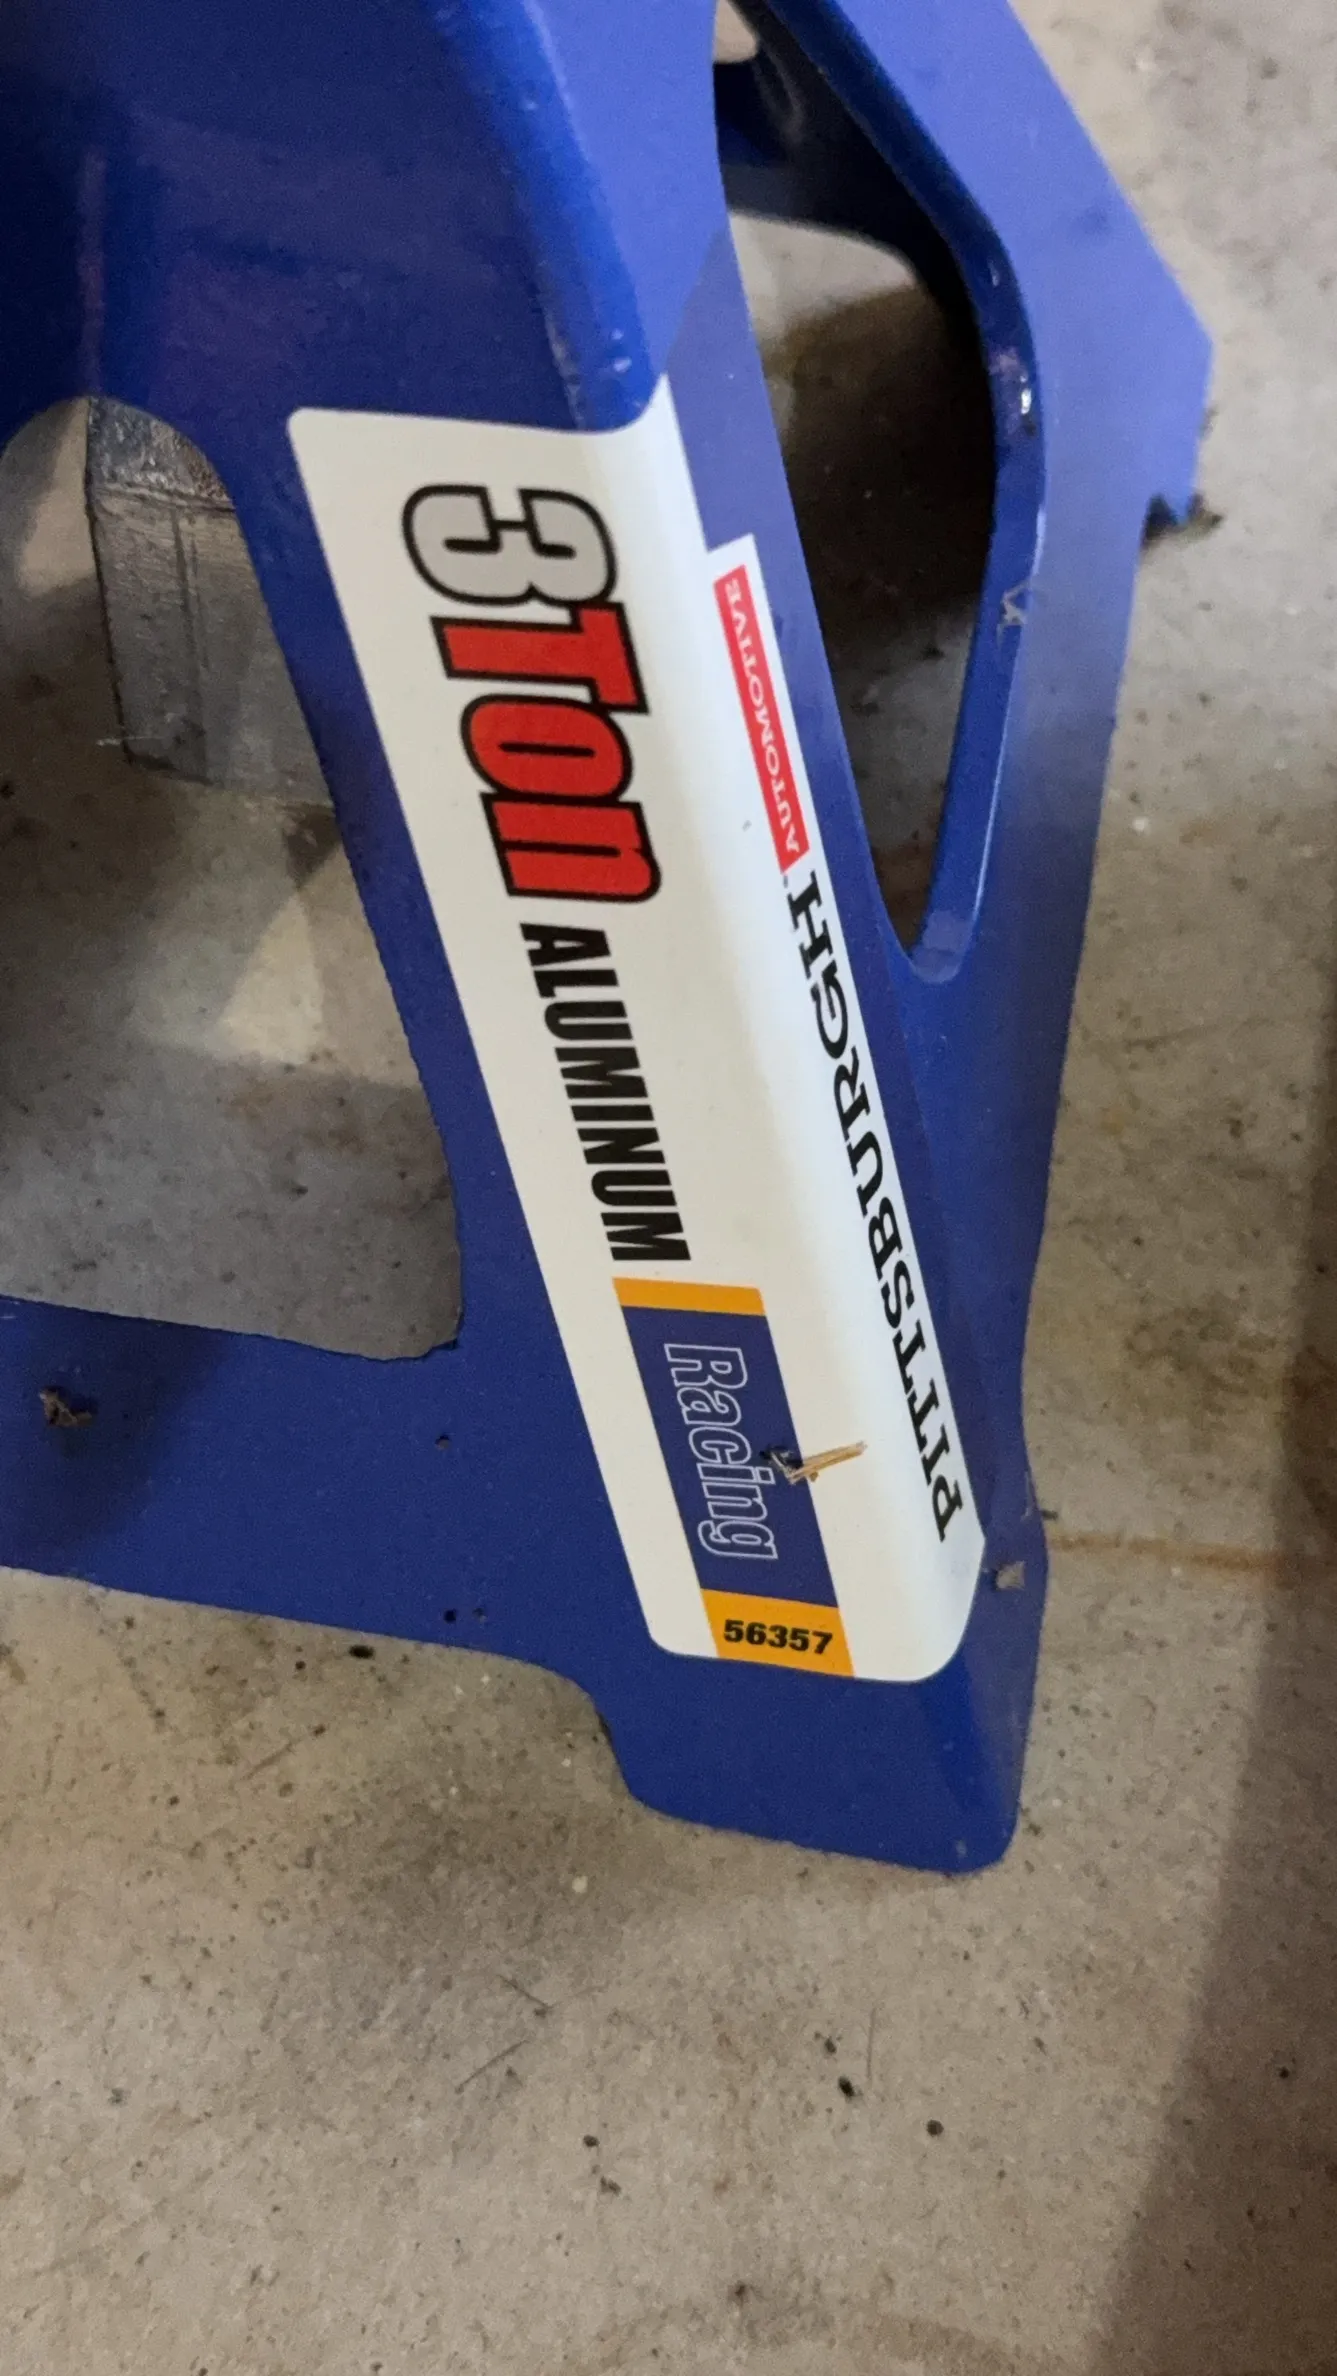 3Ton ALUMINUM
Racing
56357
PITTSBURGH
AUTOMOTIVE